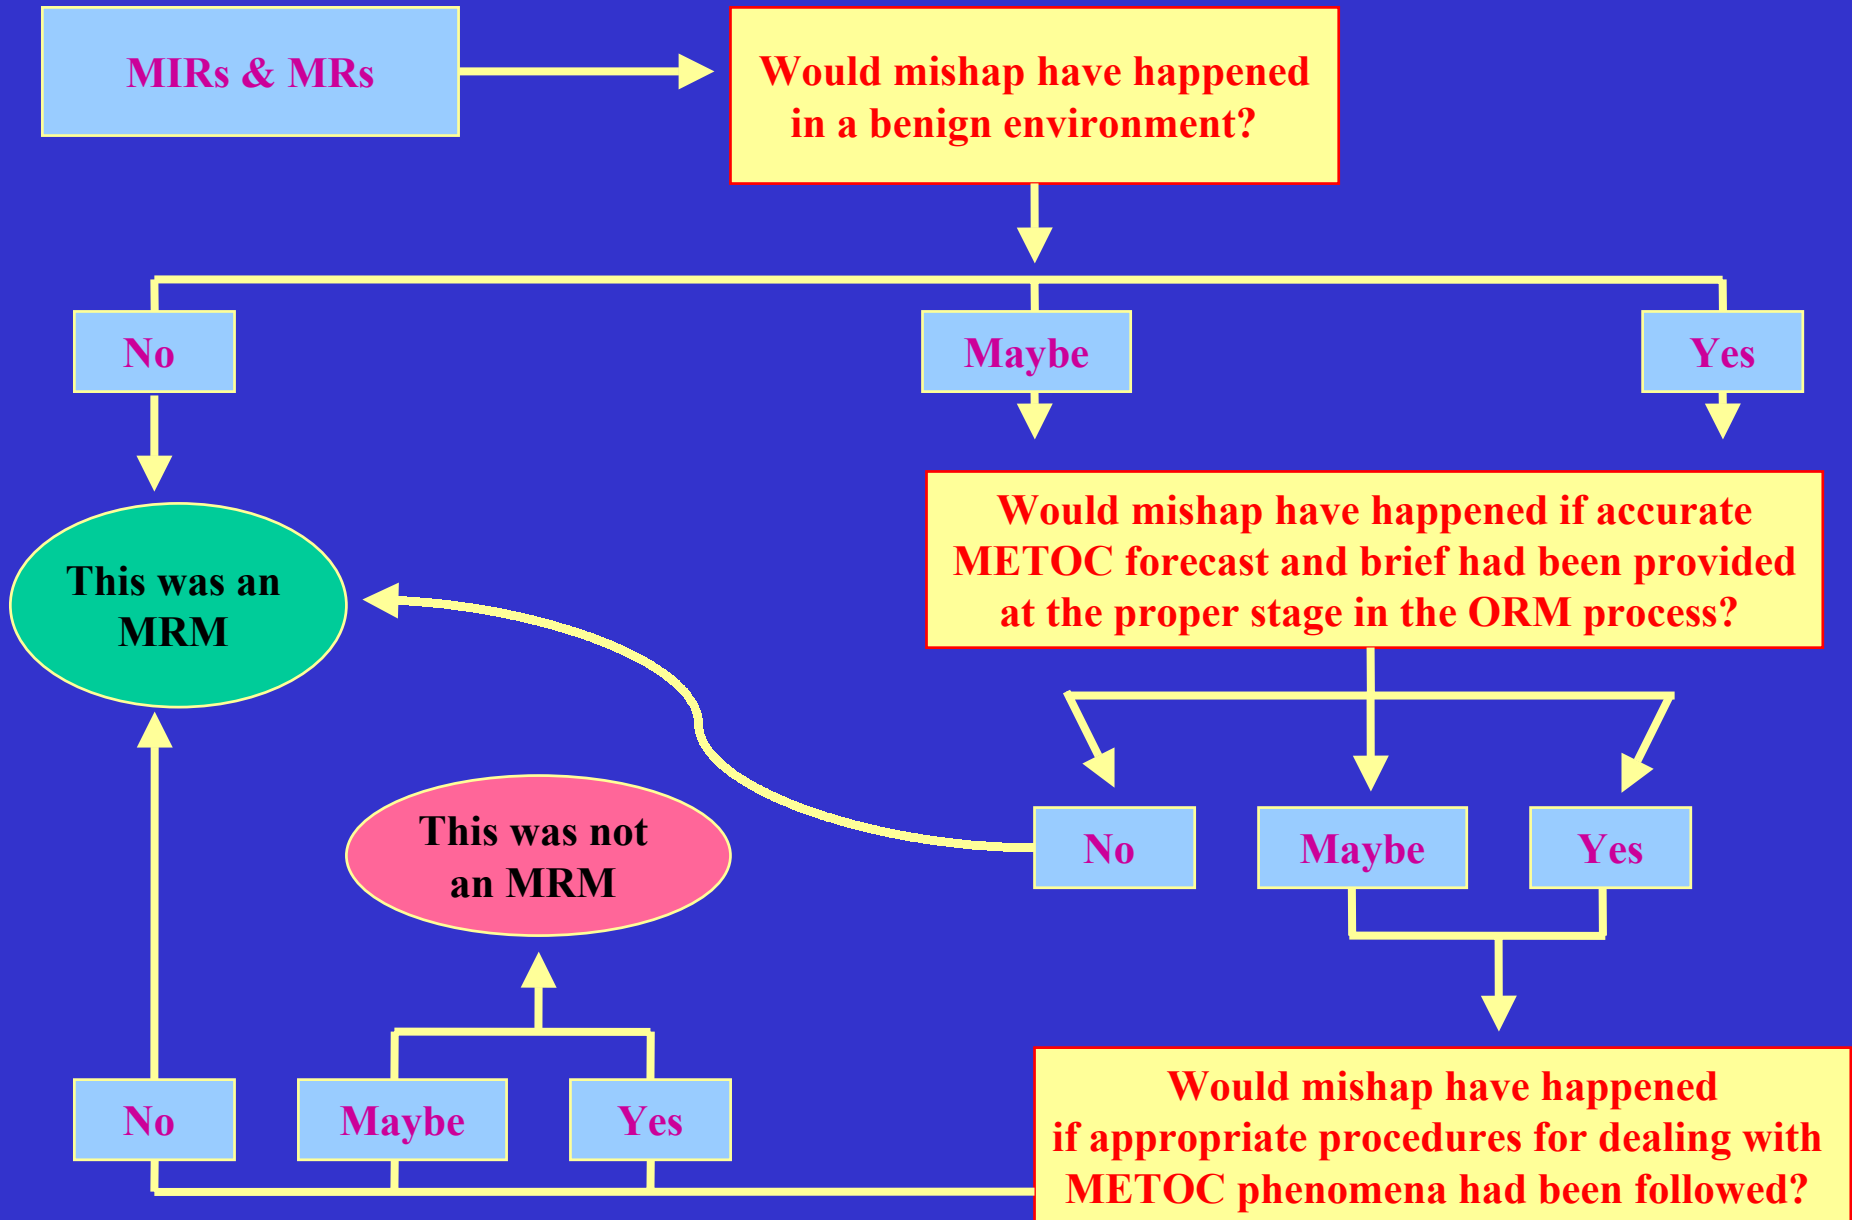 MIRs & MRs
Would mishap have happened
in a benign environment?
No
Maybe
Yes
Would mishap have happened if accurate
METOC forecast and brief had been provided
at the proper stage in the ORM process?
This was an
MRM
No
Maybe
Yes
This was not
an MRM
Would mishap have happened
if appropriate procedures for dealing with
METOC phenomena had been followed?
No
Maybe
Yes